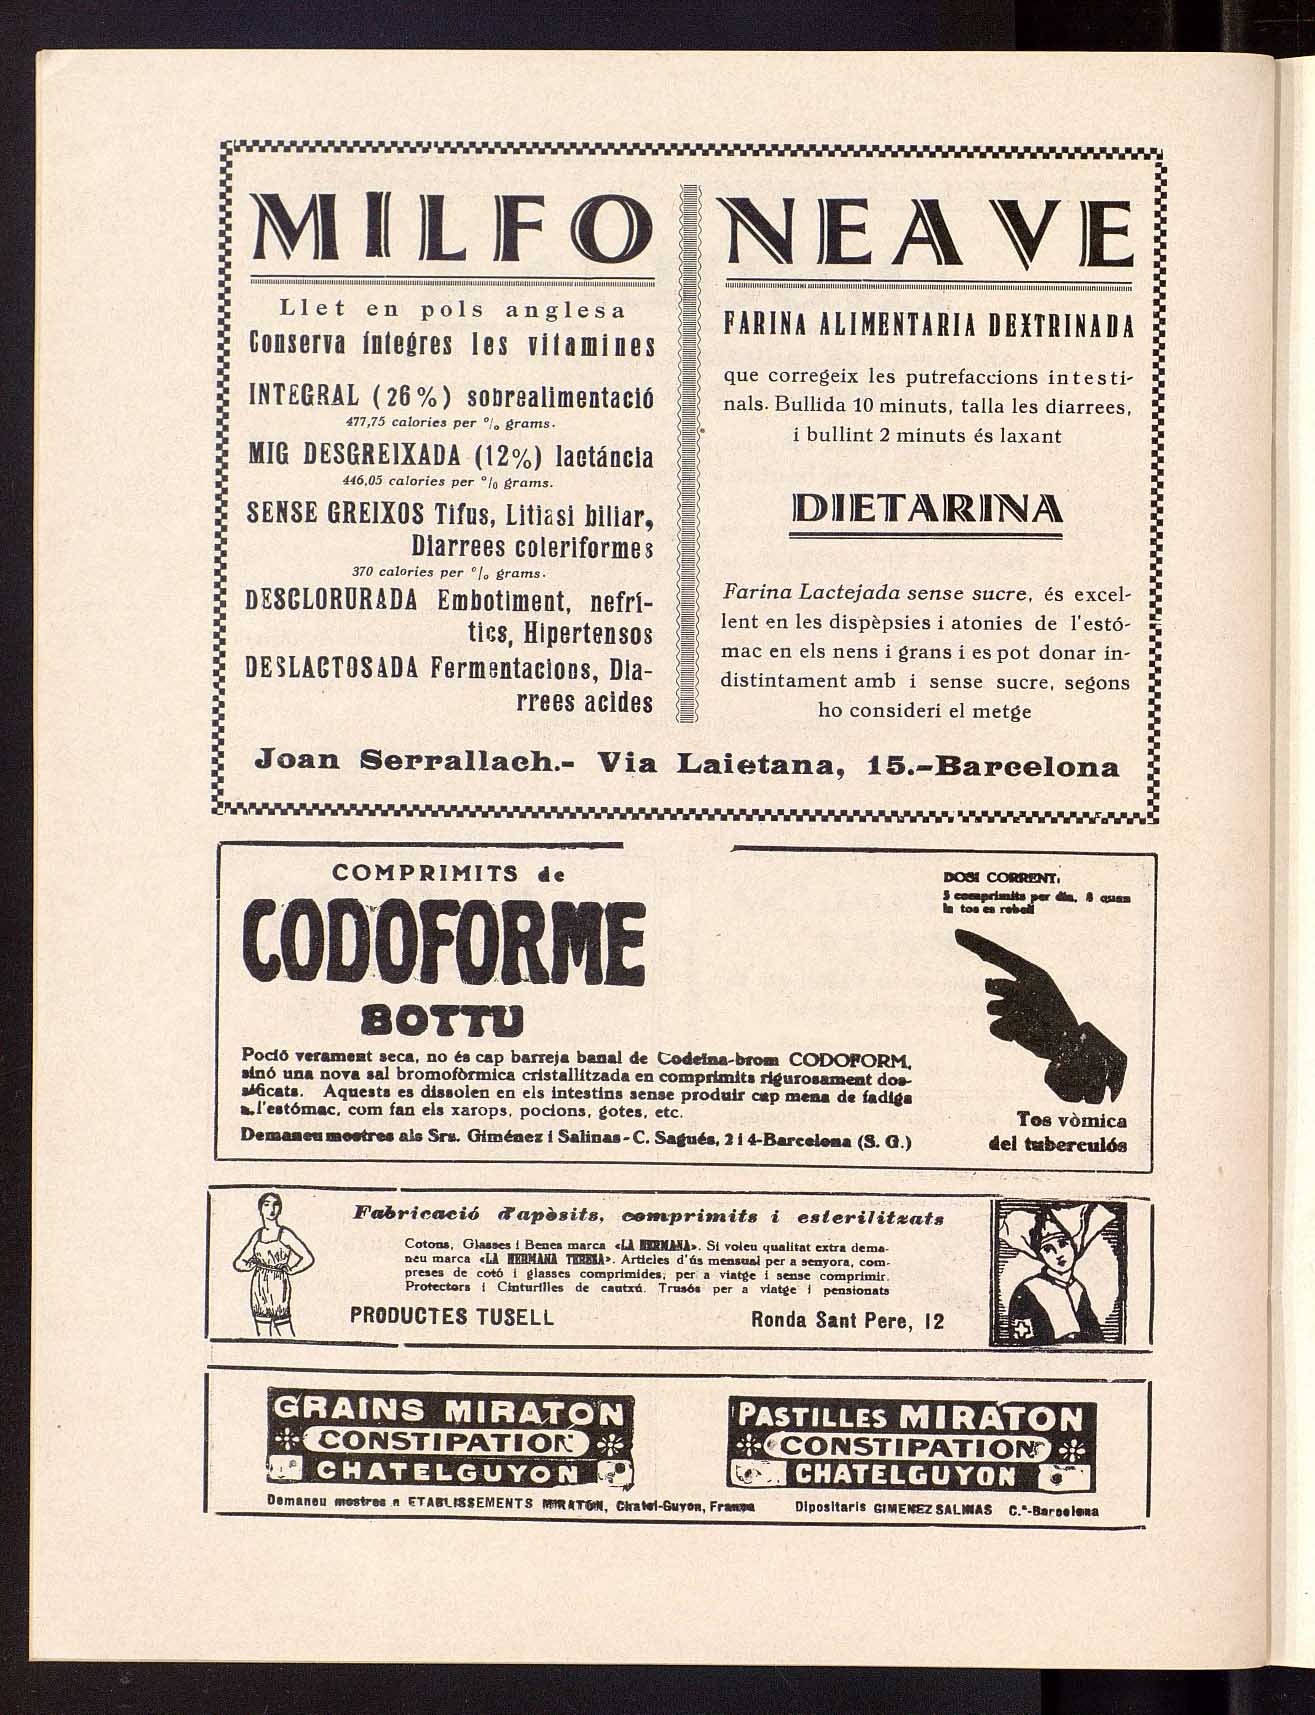 MILFO
Llet en pols anglesa
Conserva íntegres les vitamines
INTEGRAL (26%) sobrealimentació
477,75 calories per % grams.
MIG DESGREIXADA (12%) lactáncia
446,05 calories per % grams.
SENSE GREIXOS Tifus, Litiasi biliar,
Diarrees coleriformes
370 calories per % grams.
DESCLORURADA Embotiment, nefrí-
tics, Hipertensos
DESLACTOSADA Fermentacions, Dia-
rrees acides
NEAVE
FARINA ALIMENTARIA DEXTRINADA
que corregeix les putrefaccions intesti-
nals. Bullida 10 minuts, talla les diarrees,
i bullint 2 minuts és laxant
DIETARINA
Farina Lactejada sense sucre, és excel-
lent en les dispèpsies i atonies de l'estó-
mac en els nens i grans i es pot donar in-
distintament amb i sense sucre, segons
ho consideri el metge
Joan Serrallach.- Via Laietana, 15.-Barcelona
COMPRIMITS de
CODOFORME
BOTTU
Poció verament seca, no és cap barreja banal de Codeina-brom CODOFORM,
sinó una nova sal bromofòrmica cristallitzada en comprimits rigurosament dos-
sificats. Aquests es dissolen en els intestins sense produir cap mena de fadiga
a l'estómac, com fan els xarops, pocions, gotes, etc.
Demaneu mostres als Srs. Giménez i Salinas-C. Sagués, 2 i 4-Barcelona (S. G.)
DOSI CORRENT:
5 comprimits per dia, 8 quan
la tos es rebell
Tos vòmica
del tuberculós
Fabricació d'apòsits, comprimits i esterilitzats
Cotons, Glasses i Benes marca «LA HERMANA». Si voleu qualitat extra dema-
neu marca «LA HERMANA TERESA». Articles d'ús mensual per a senyora, com-
preses de cotó i glasses comprimides, per a viatge i sense comprimir.
Protectors i Cinturilles de cautxú. Trusós per a viatge i pensionats
PRODUCTES TUSELL Ronda Sant Pere, 12
GRAINS MIRATON
CONSTIPATION
CHATELGUYON
PASTILLES MIRATON
CONSTIPATION
CHATELGUYON
Demaneu mostres a ETABLISSEMENTS MIRATON, Chatel-Guyon, França Dipositaris GIMENEZ SALINAS C.ª-Barcelona